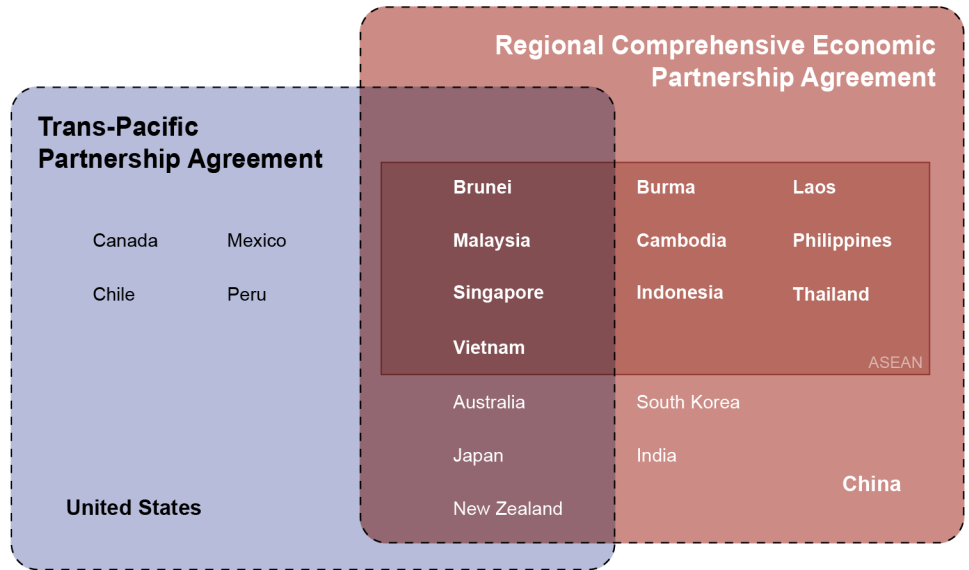 Regional Comprehensive Economic
Partnership Agreement
Trans-Pacific
Partnership Agreement
Brunei Burma Laos
Canada Mexico Malaysia Cambodia Philippines
Chile Peru Singapore Indonesia Thailand
Vietnam
ASEAN
Australia South Korea
Japan India
China
United States New Zealand